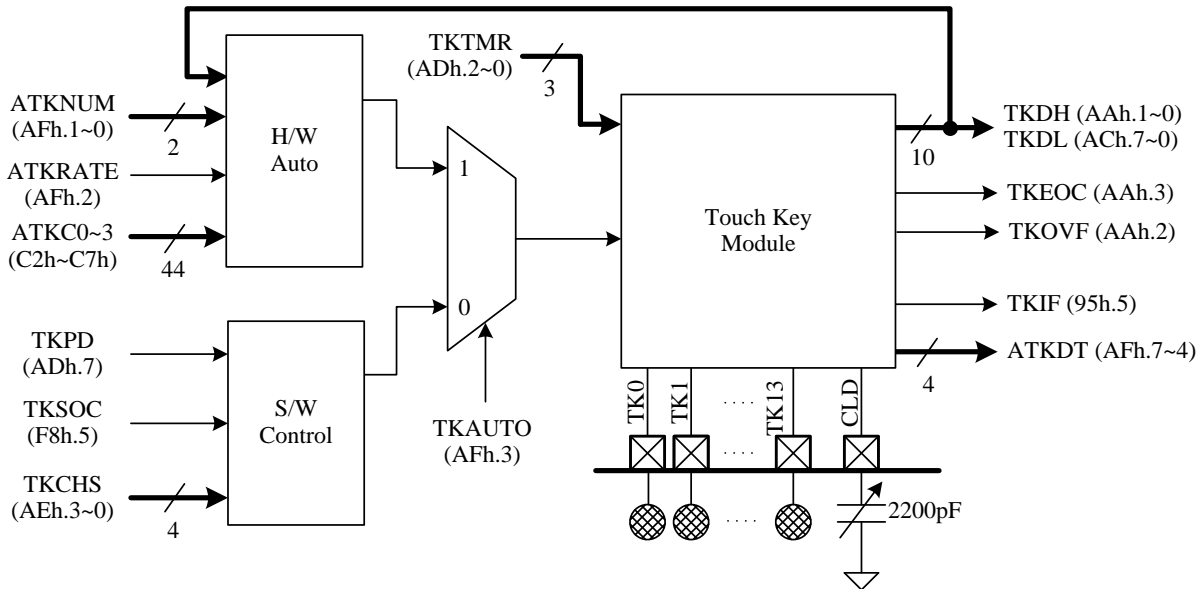 TKTMR
(ADh.2~0)
3
ATKNUM
(AFh.1~0)
2
ATKRATE
(AFh.2)
ATKC0~3
(C2h~C7h)
44
H/W
Auto
1
0
TKPD
(ADh.7)
TKSOC
(F8h.5)
TKCHS
(AEh.3~0)
4
S/W
Control
TKAUTO
(AFh.3)
Touch Key
Module
10
TKDH (AAh.1~0)
TKDL (ACh.7~0)
TKEOC (AAh.3)
TKOVF (AAh.2)
TKIF (95h.5)
ATKDT (AFh.7~4)
4
TK0
TK1
....
TK13
CLD
....
....
2200pF